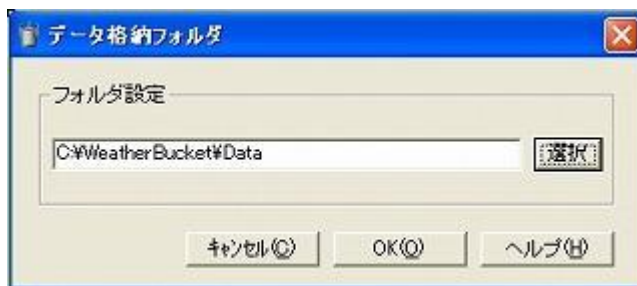 データ格納フォルダ
フォルダ設定
C:¥WeatherBucket¥Data
選択
ｷｬﾝｾﾙ(C) OK(O) ヘルプ(H)